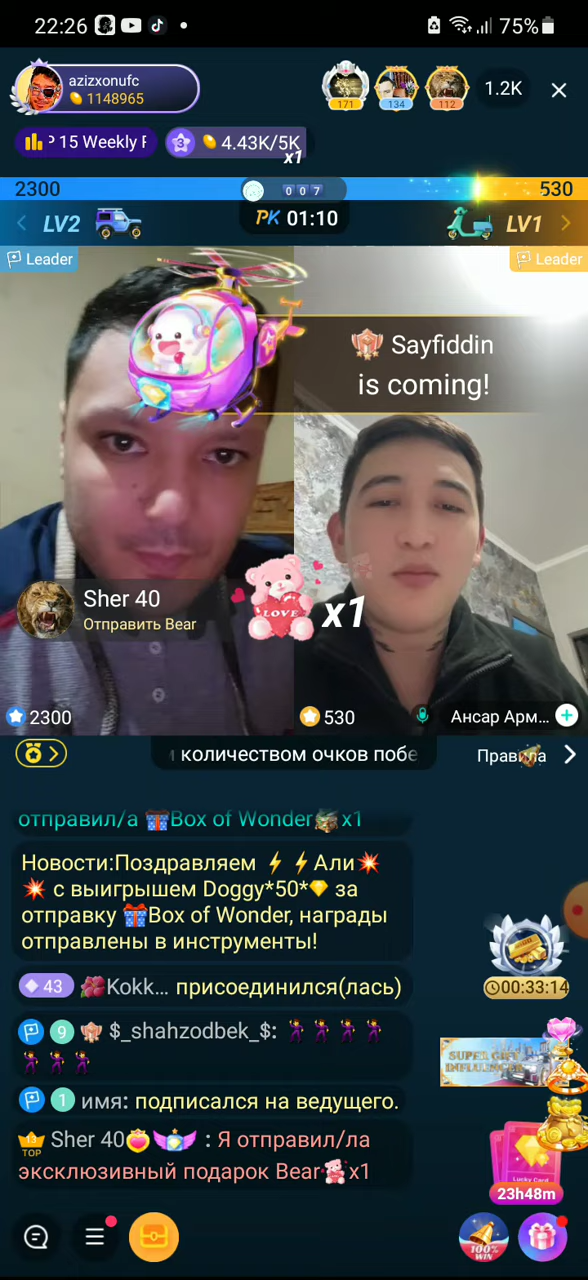 22:26
75%
azizxonufc
1148965
171
134
112
1.2K
P 15 Weekly
3
4.43K/5K
x1
2300
007
530
LV2
PK 01:10
LV1
Leader
Leader
Sayfiddin
is coming!
Sher 40
Отправить Bear
LOVE
x1
2300
530
Ансар Арм...
количеством очков побе
Правила
отправил/а Box of Wonder x1
Новости:Поздравляем ⚡⚡Али💥
💥 с выигрышем Doggy*50* за
отправку Box of Wonder, награды
отправлены в инструменты!
43 Kokk... присоединился(лась)
9 $_shahzodbek_$:
1 имя: подписался на ведущего.
13 TOP Sher 40 : Я отправил/ла
эксклюзивный подарок Bear x1
00:33:14
SUPER GIFT
INFLUENCER
Lucky Card
23h48m
100%
WIN